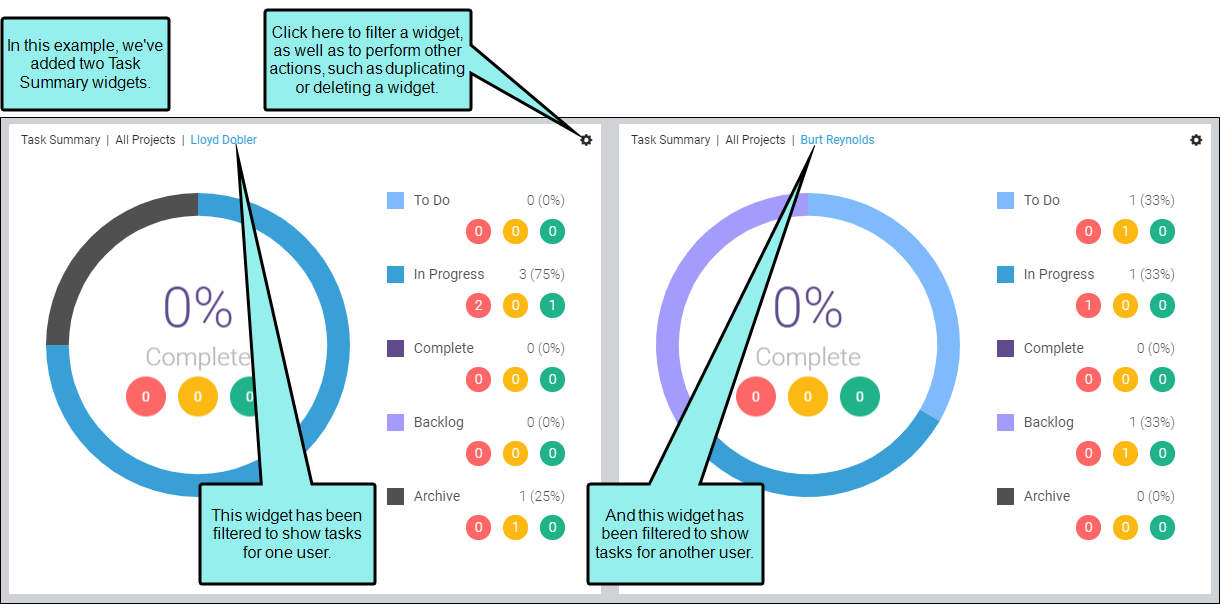 In this example, we've
added two Task
Summary widgets.
Click here to filter a widget,
as well as to perform other
actions, such as duplicating
or deleting a widget.
Task Summary | All Projects | Lloyd Dobler
0%
Complete
0 0 0
To Do 0 (0%)
0 0 0
In Progress 3 (75%)
2 0 1
Complete 0 (0%)
0 0 0
Backlog 0 (0%)
0 0 0
Archive 1 (25%)
0 1 0
This widget has been
filtered to show tasks
for one user.
Task Summary | All Projects | Burt Reynolds
0%
Complete
0 0 0
To Do 1 (33%)
0 1 0
In Progress 1 (33%)
1 0 0
Complete 0 (0%)
0 0 0
Backlog 1 (33%)
0 1 0
Archive 0 (0%)
0 0 0
And this widget has
been filtered to show
tasks for another user.